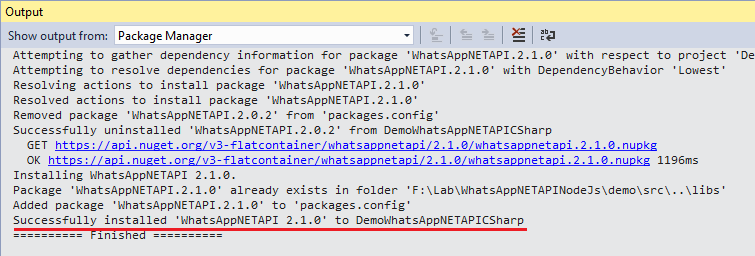 Output
Show output from: Package Manager
Attempting to gather dependency information for package 'WhatsAppNETAPI.2.1.0' with respect to project 'De
Attempting to resolve dependencies for package 'WhatsAppNETAPI.2.1.0' with DependencyBehavior 'Lowest'
Resolving actions to install package 'WhatsAppNETAPI.2.1.0'
Resolved actions to install package 'WhatsAppNETAPI.2.1.0'
Removed package 'WhatsAppNETAPI.2.0.2' from 'packages.config'
Successfully uninstalled 'WhatsAppNETAPI.2.0.2' from DemoWhatsAppNETAPICSharp
GET https://api.nuget.org/v3-flatcontainer/whatsappnetapi/2.1.0/whatsappnetapi.2.1.0.nupkg
OK https://api.nuget.org/v3-flatcontainer/whatsappnetapi/2.1.0/whatsappnetapi.2.1.0.nupkg 1196ms
Installing WhatsAppNETAPI 2.1.0.
Package 'WhatsAppNETAPI.2.1.0' already exists in folder 'F:\Lab\WhatsAppNETAPINodeJs\demo\src\..\libs'
Added package 'WhatsAppNETAPI.2.1.0' to 'packages.config'
Successfully installed 'WhatsAppNETAPI 2.1.0' to DemoWhatsAppNETAPICSharp
========== Finished ==========